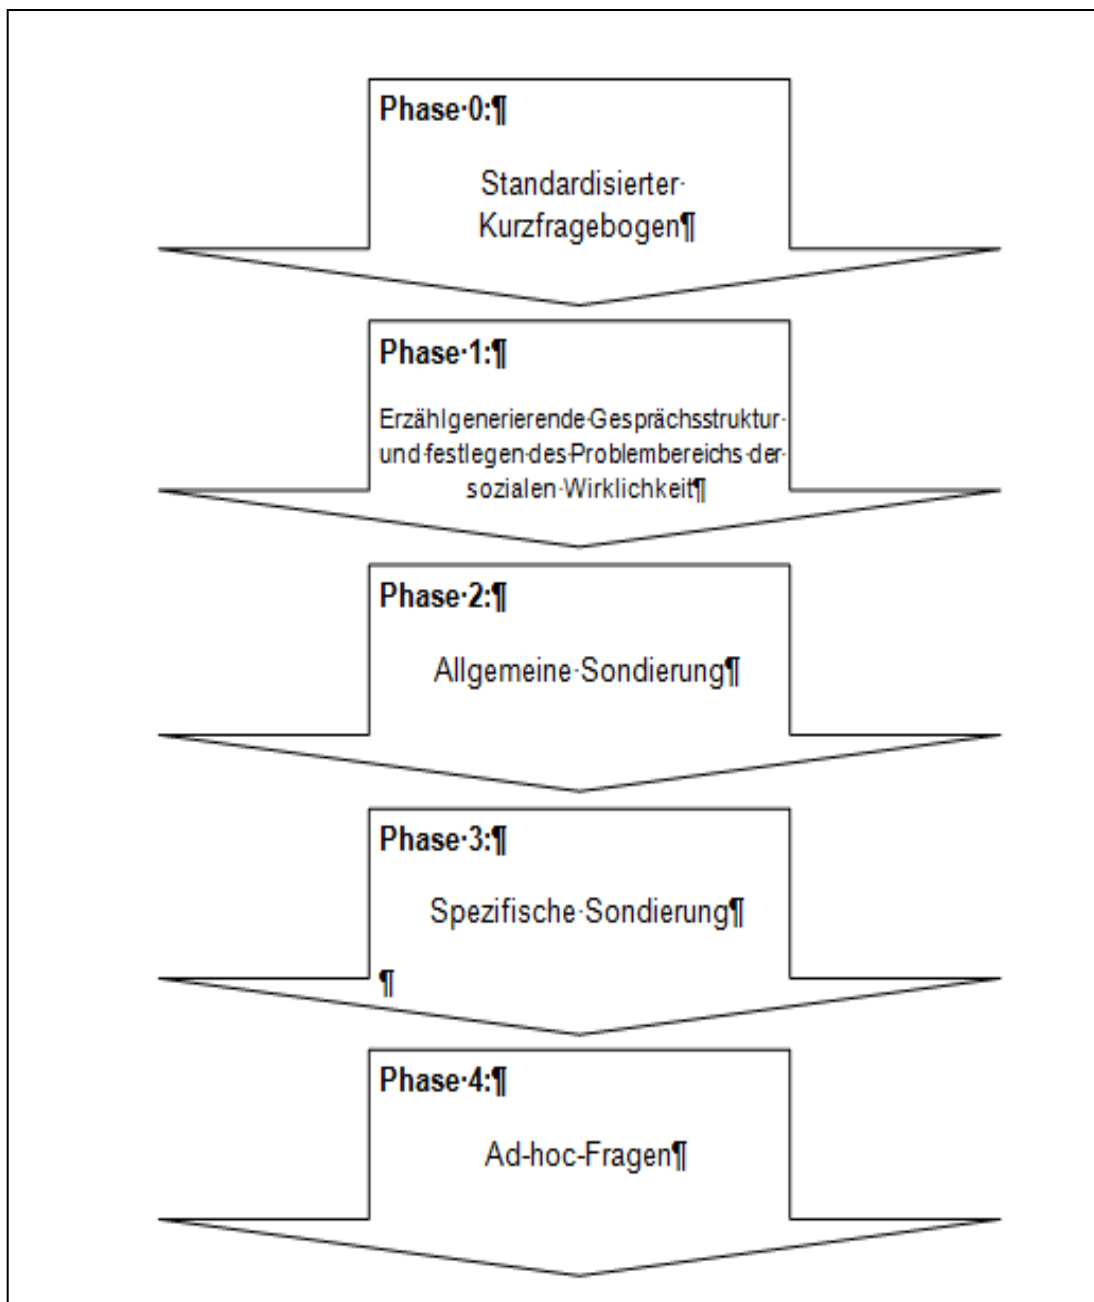 Phase·0:¶
Standardisierter·
Kurzfragebogen¶
Phase·1:¶
Erzählgenerierende·Gesprächsstruktur·
und·festlegen·des·Problembereichs·der·
sozialen·Wirklichkeit¶
Phase·2:¶
Allgemeine·Sondierung¶
Phase·3:¶
Spezifische·Sondierung¶
¶
Phase·4:¶
Ad-hoc-Fragen¶